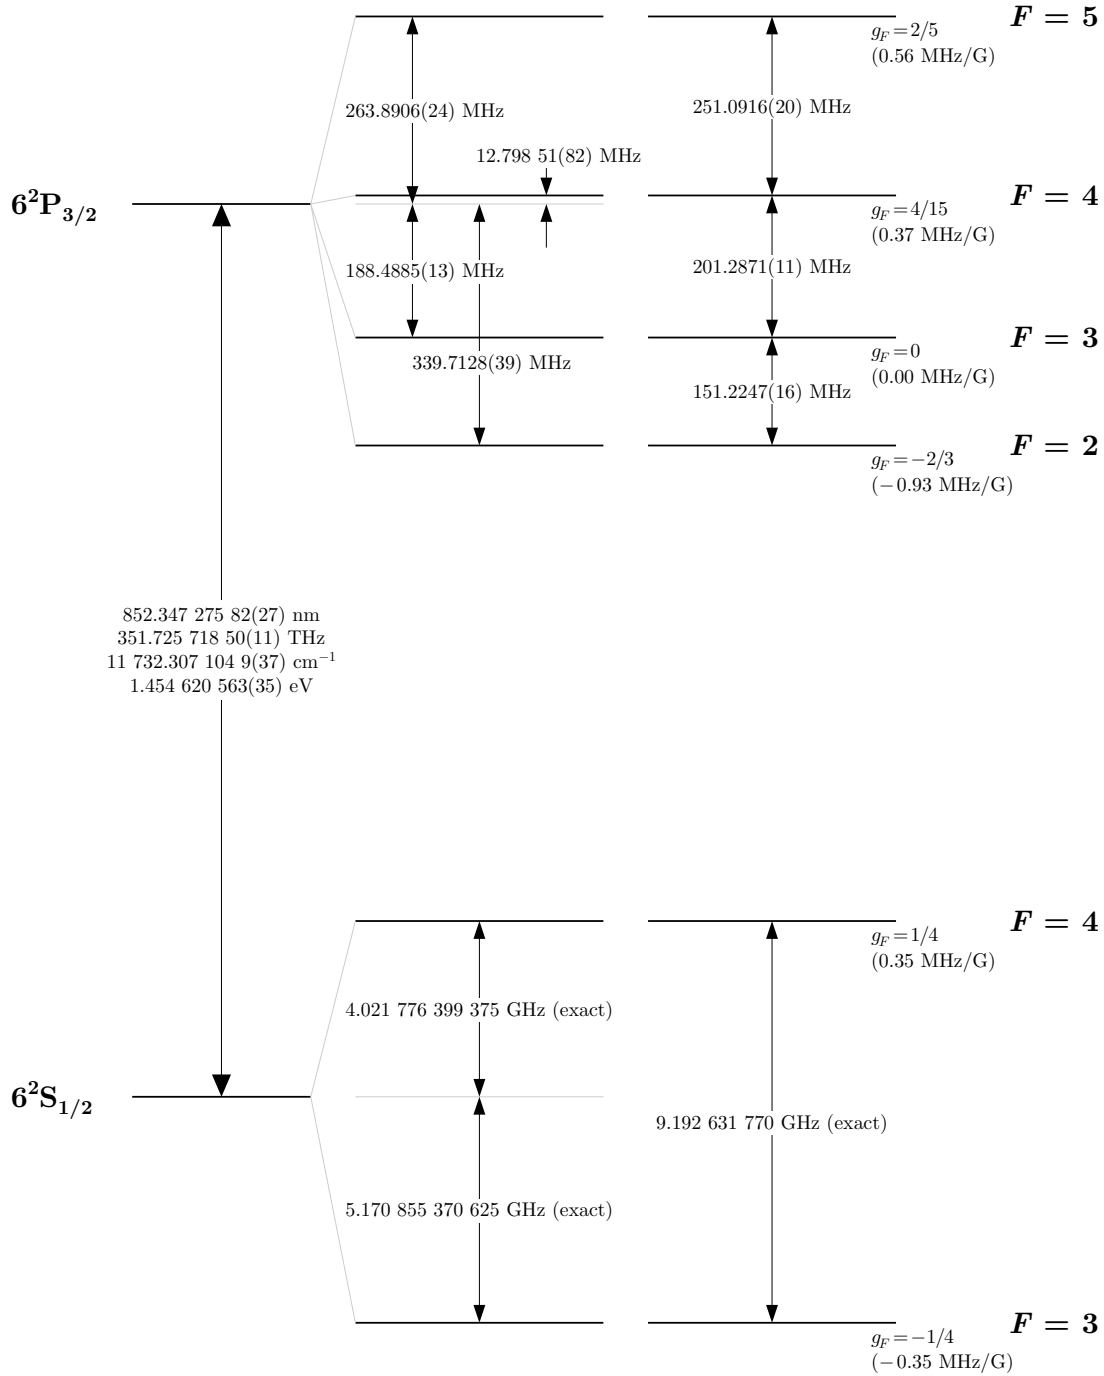 F = 5
g_F = 2/5
(0.56 MHz/G)
263.8906(24) MHz
251.0916(20) MHz
12.798 51(82) MHz
6²P₃/₂
F = 4
g_F = 4/15
(0.37 MHz/G)
188.4885(13) MHz
201.2871(11) MHz
F = 3
g_F = 0
(0.00 MHz/G)
339.7128(39) MHz
151.2247(16) MHz
F = 2
g_F = −2/3
(−0.93 MHz/G)
852.347 275 82(27) nm
351.725 718 50(11) THz
11 732.307 104 9(37) cm⁻¹
1.454 620 563(35) eV
F = 4
g_F = 1/4
(0.35 MHz/G)
4.021 776 399 375 GHz (exact)
6²S₁/₂
9.192 631 770 GHz (exact)
5.170 855 370 625 GHz (exact)
F = 3
g_F = −1/4
(−0.35 MHz/G)